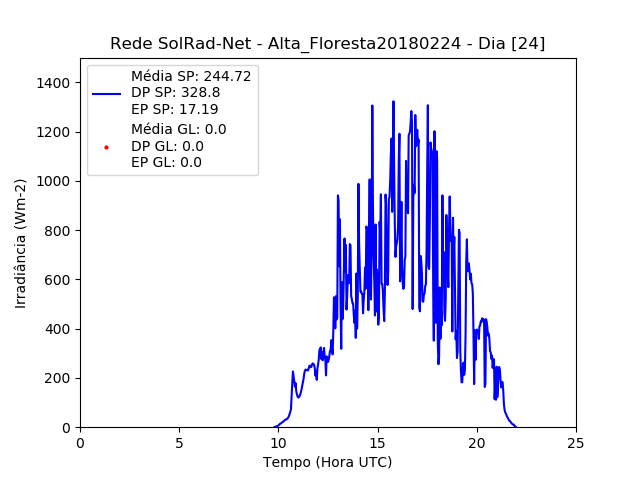 Rede SolRad-Net - Alta_Floresta20180224 - Dia [24]
Média SP: 244.72
DP SP: 328.8
EP SP: 17.19
Média GL: 0.0
DP GL: 0.0
EP GL: 0.0
1400
1200
1000
800
600
400
200
0
Irradiância (Wm-2)
0 5 10 15 20 25
Tempo (Hora UTC)